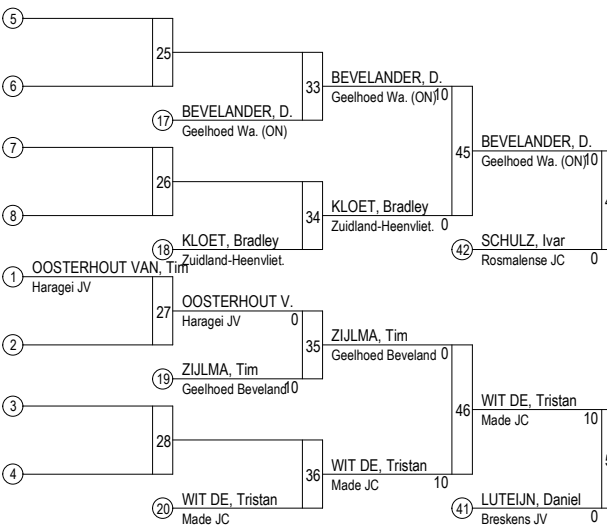 5
25
6
33
BEVELANDER, D.
Geelhoed Wa. (ON)
10
17
BEVELANDER, D.
Geelhoed Wa. (ON)
7
45
BEVELANDER, D.
Geelhoed Wa. (ON)
10
26
8
34
KLOET, Bradley
Zuidland-Heenvliet.
0
18
KLOET, Bradley
Zuidland-Heenvliet.
42
SCHULZ, Ivar
Rosmalense JC
0
1
OOSTERHOUT VAN, Tim
Haragei JV
27
OOSTERHOUT V.
Haragei JV
0
2
35
ZIJLMA, Tim
Geelhoed Beveland
0
19
ZIJLMA, Tim
Geelhoed Beveland
10
3
46
WIT DE, Tristan
Made JC
10
28
4
36
WIT DE, Tristan
Made JC
10
20
WIT DE, Tristan
Made JC
41
LUTEIJN, Daniel
Breskens JV
0